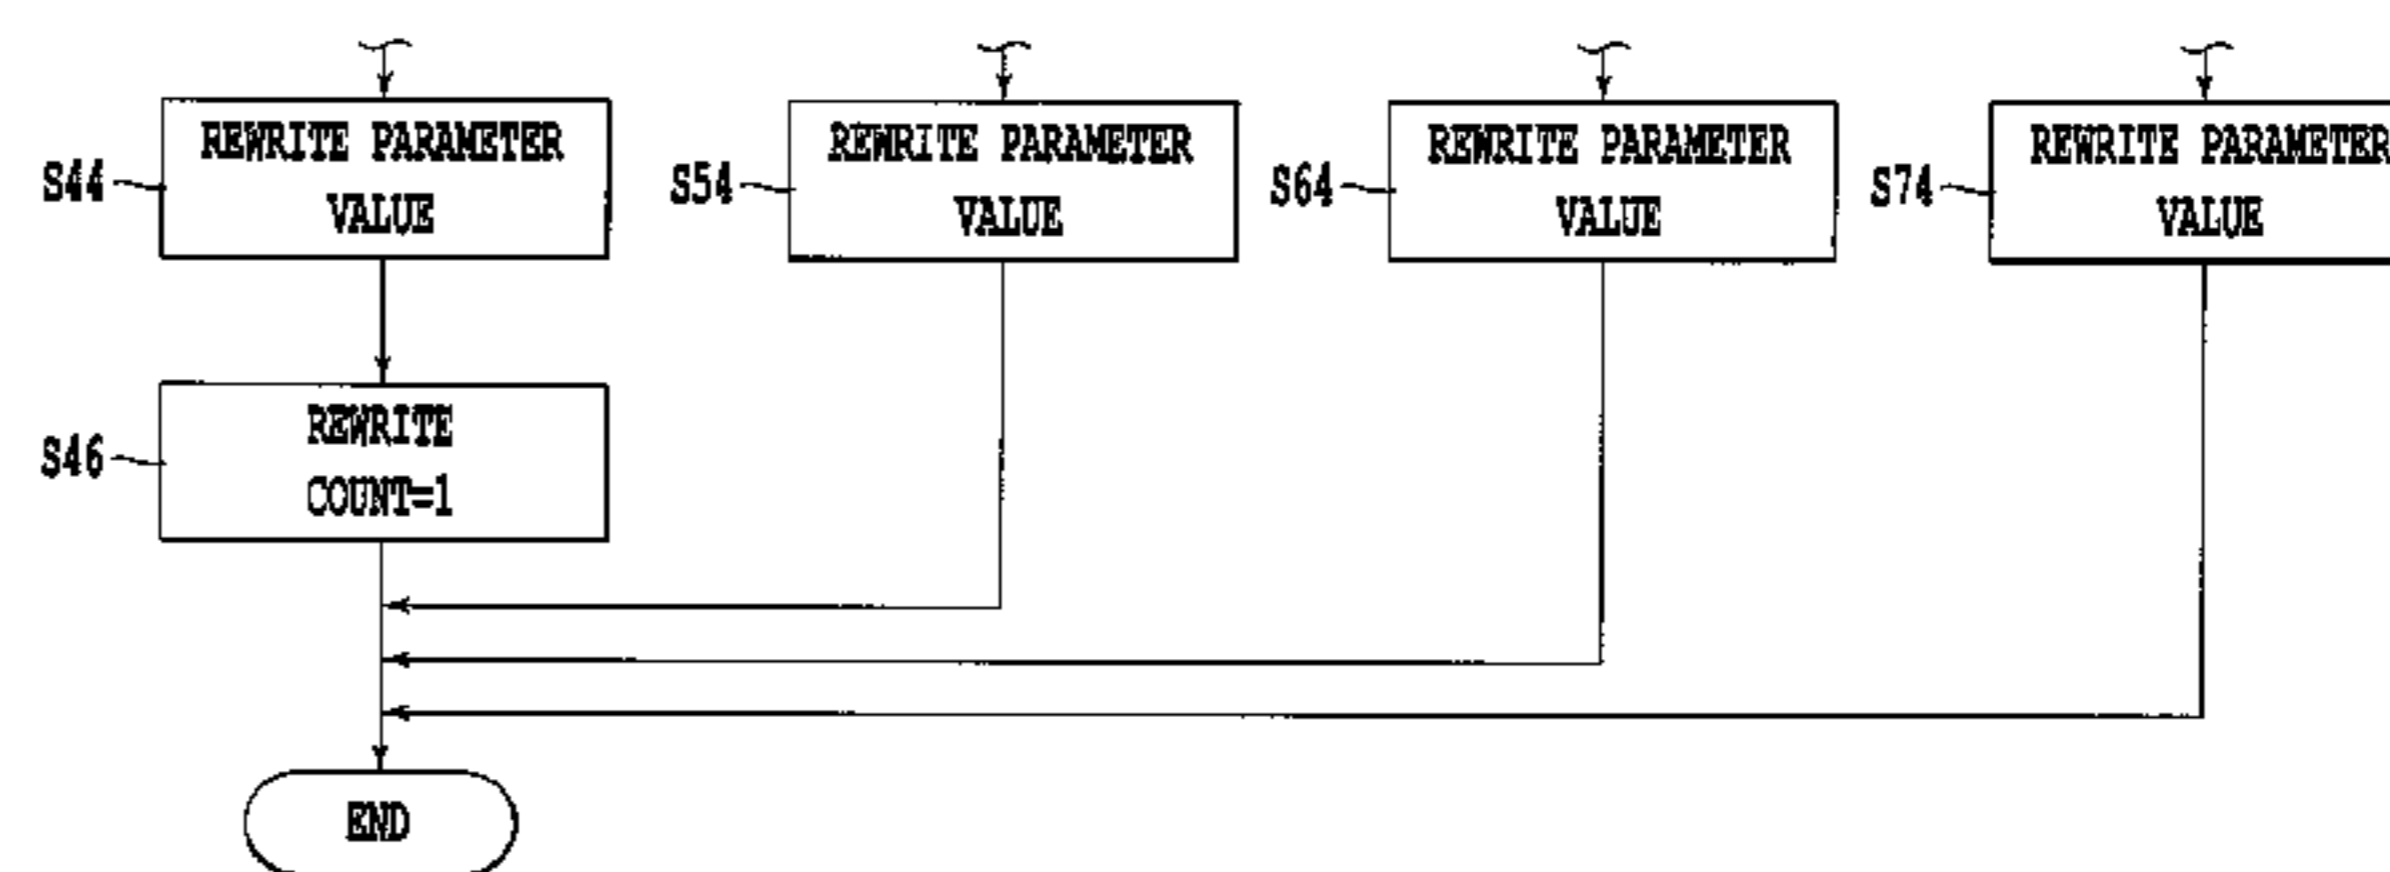 REWRITE PARAMETER
VALUE
S44
REWRITE PARAMETER
VALUE
S54
REWRITE PARAMETER
VALUE
S64
REWRITE PARAMETER
VALUE
S74
REWRITE
COUNT=1
S46
END